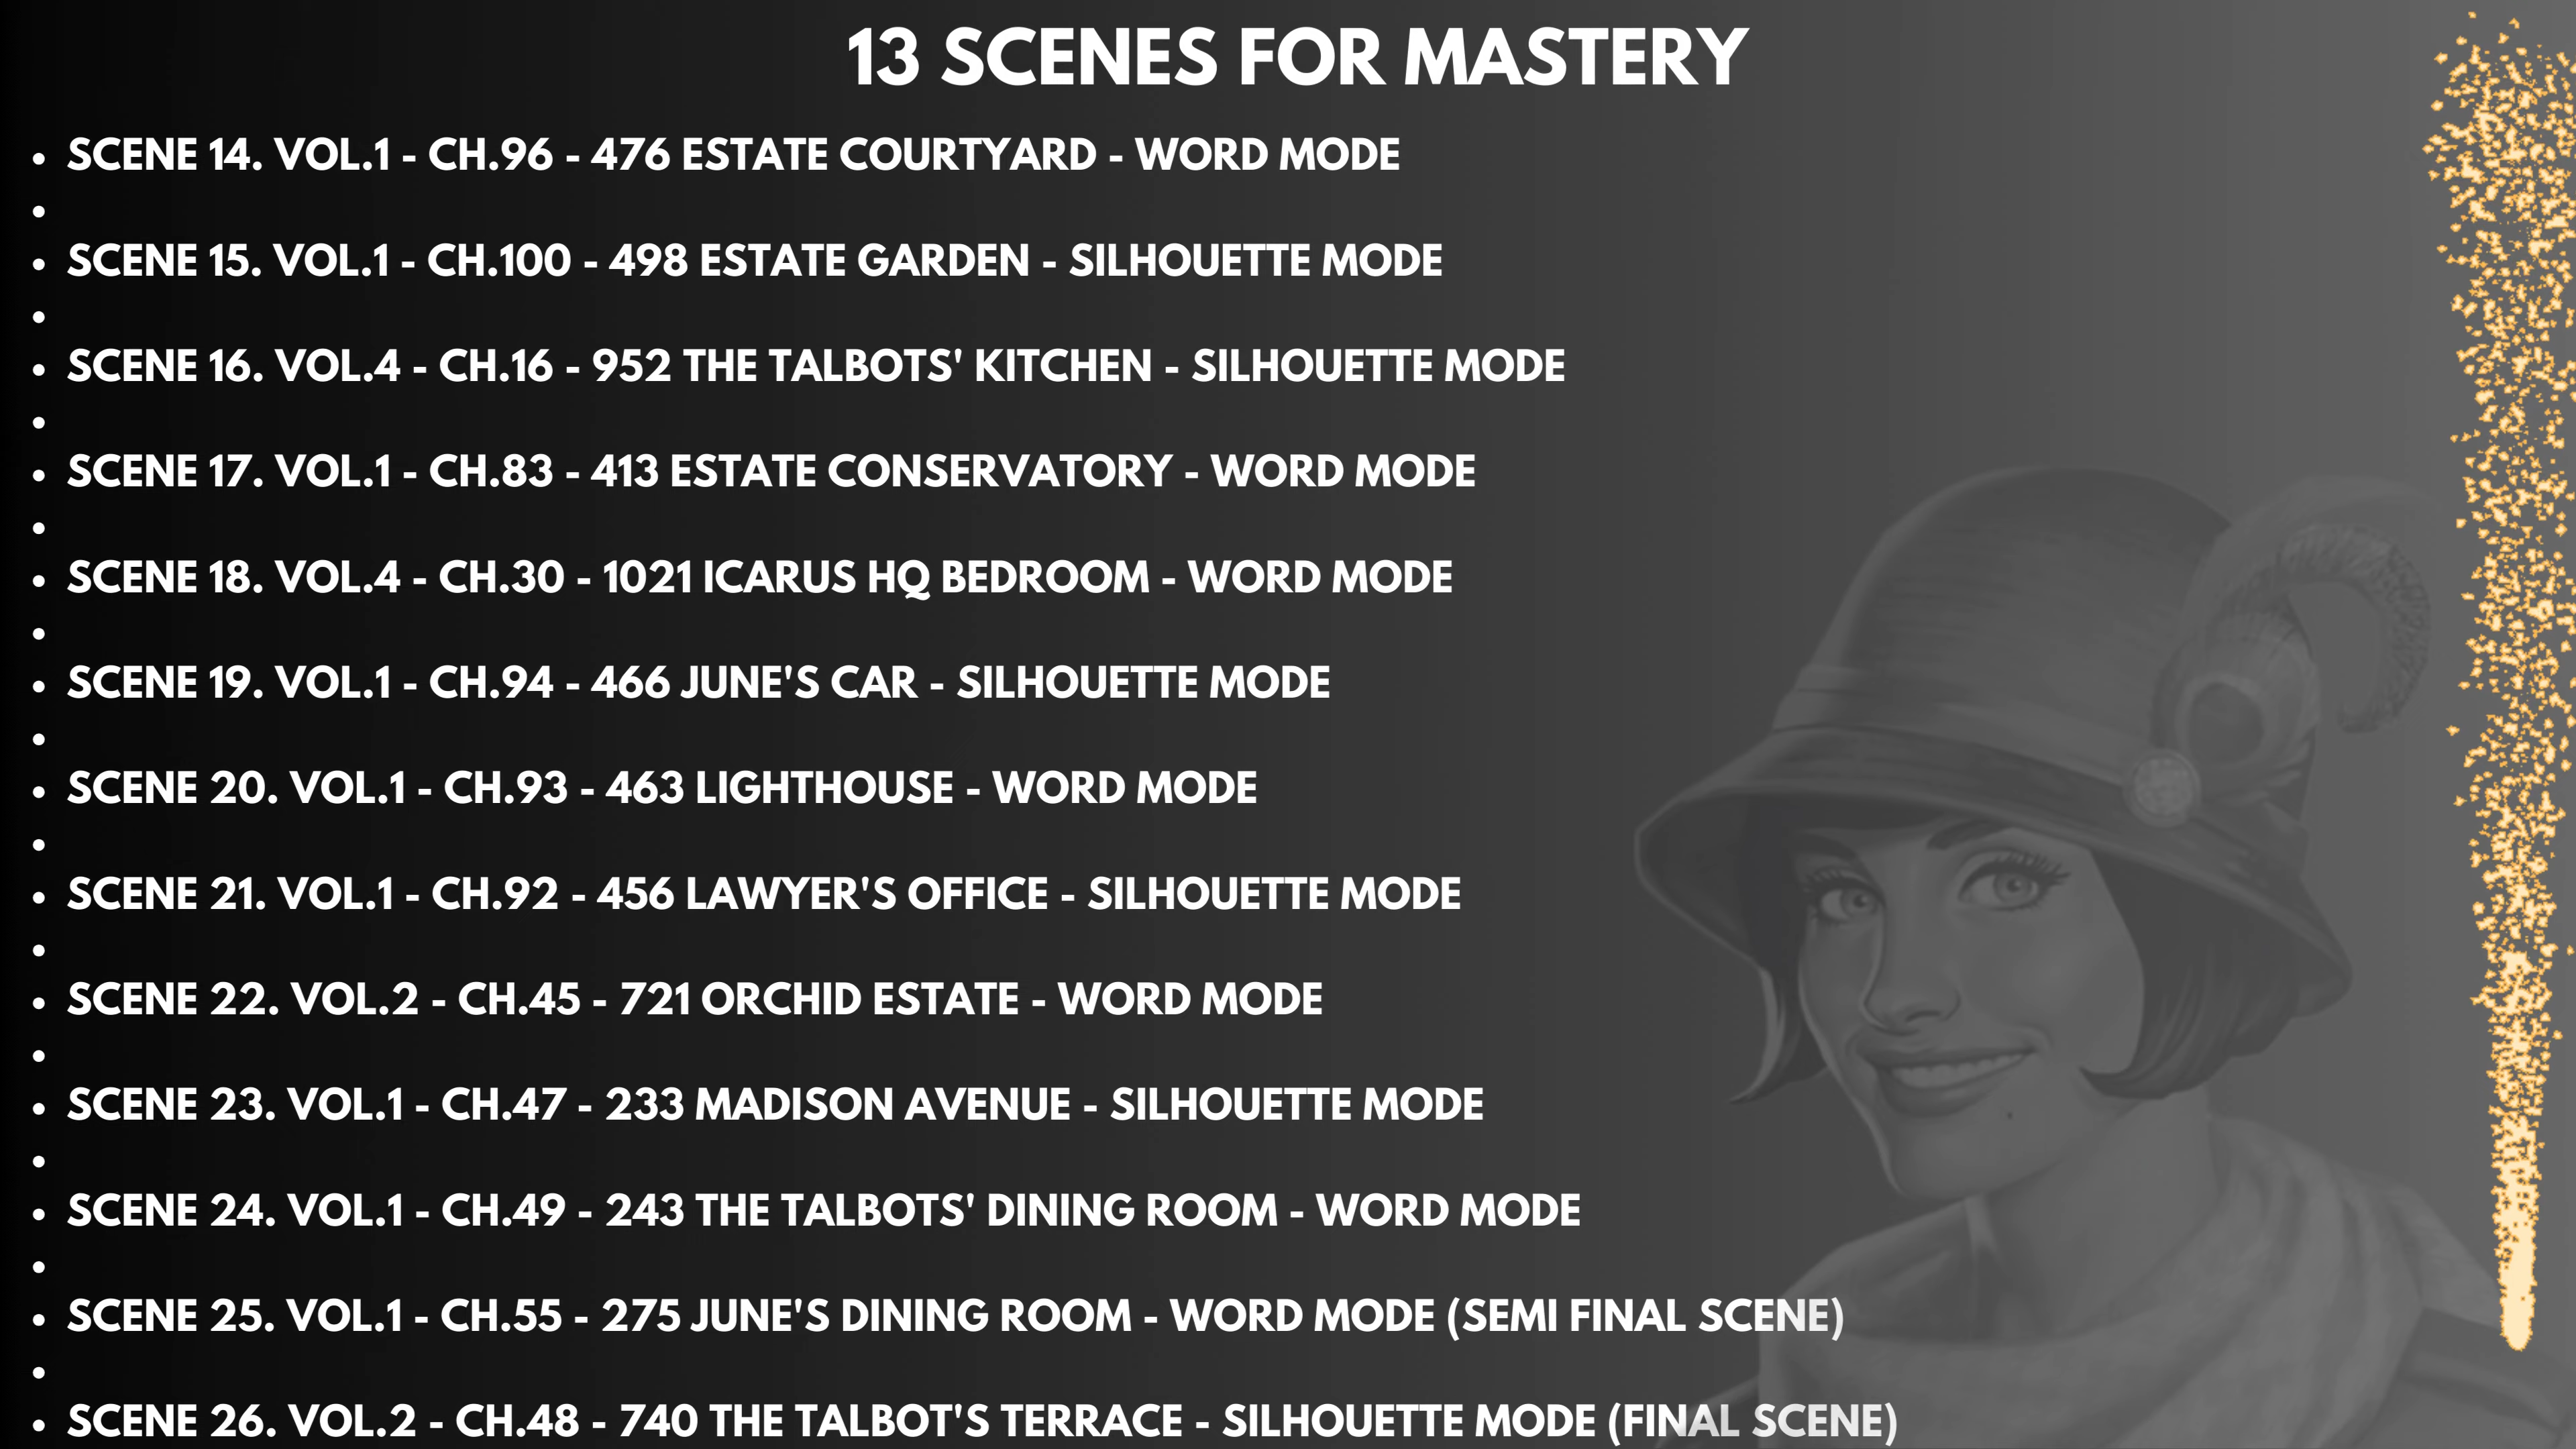 13 SCENES FOR MASTERY
• SCENE 14. VOL.1 - CH.96 - 476 ESTATE COURTYARD - WORD MODE
•
• SCENE 15. VOL.1 - CH.100 - 498 ESTATE GARDEN - SILHOUETTE MODE
•
• SCENE 16. VOL.4 - CH.16 - 952 THE TALBOTS' KITCHEN - SILHOUETTE MODE
•
• SCENE 17. VOL.1 - CH.83 - 413 ESTATE CONSERVATORY - WORD MODE
•
• SCENE 18. VOL.4 - CH.30 - 1021 ICARUS HQ BEDROOM - WORD MODE
•
• SCENE 19. VOL.1 - CH.94 - 466 JUNE'S CAR - SILHOUETTE MODE
•
• SCENE 20. VOL.1 - CH.93 - 463 LIGHTHOUSE - WORD MODE
•
• SCENE 21. VOL.1 - CH.92 - 456 LAWYER'S OFFICE - SILHOUETTE MODE
•
• SCENE 22. VOL.2 - CH.45 - 721 ORCHID ESTATE - WORD MODE
•
• SCENE 23. VOL.1 - CH.47 - 233 MADISON AVENUE - SILHOUETTE MODE
•
• SCENE 24. VOL.1 - CH.49 - 243 THE TALBOTS' DINING ROOM - WORD MODE
•
• SCENE 25. VOL.1 - CH.55 - 275 JUNE'S DINING ROOM - WORD MODE (SEMI FINAL SCENE)
•
• SCENE 26. VOL.2 - CH.48 - 740 THE TALBOT'S TERRACE - SILHOUETTE MODE (FINAL SCENE)